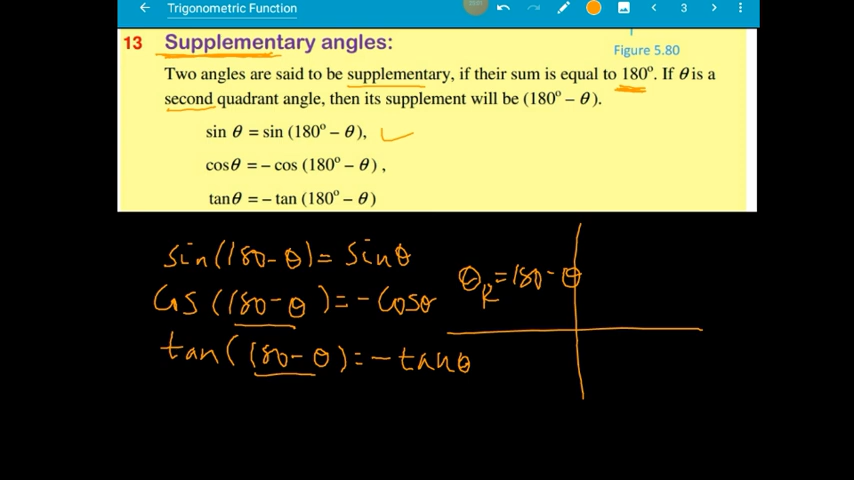 Trigonometric Function
3
13 Supplementary angles:
Figure 5.80
Two angles are said to be supplementary, if their sum is equal to 180°. If θ is a
second quadrant angle, then its supplement will be (180° – θ).
sin θ = sin (180° – θ),
cosθ = – cos (180° – θ) ,
tanθ = – tan (180° – θ)
sin(180-θ)= sinθ
Cos (180-θ)=-Cosθ
θR=180-θ
tan(180-θ)=-tanθ